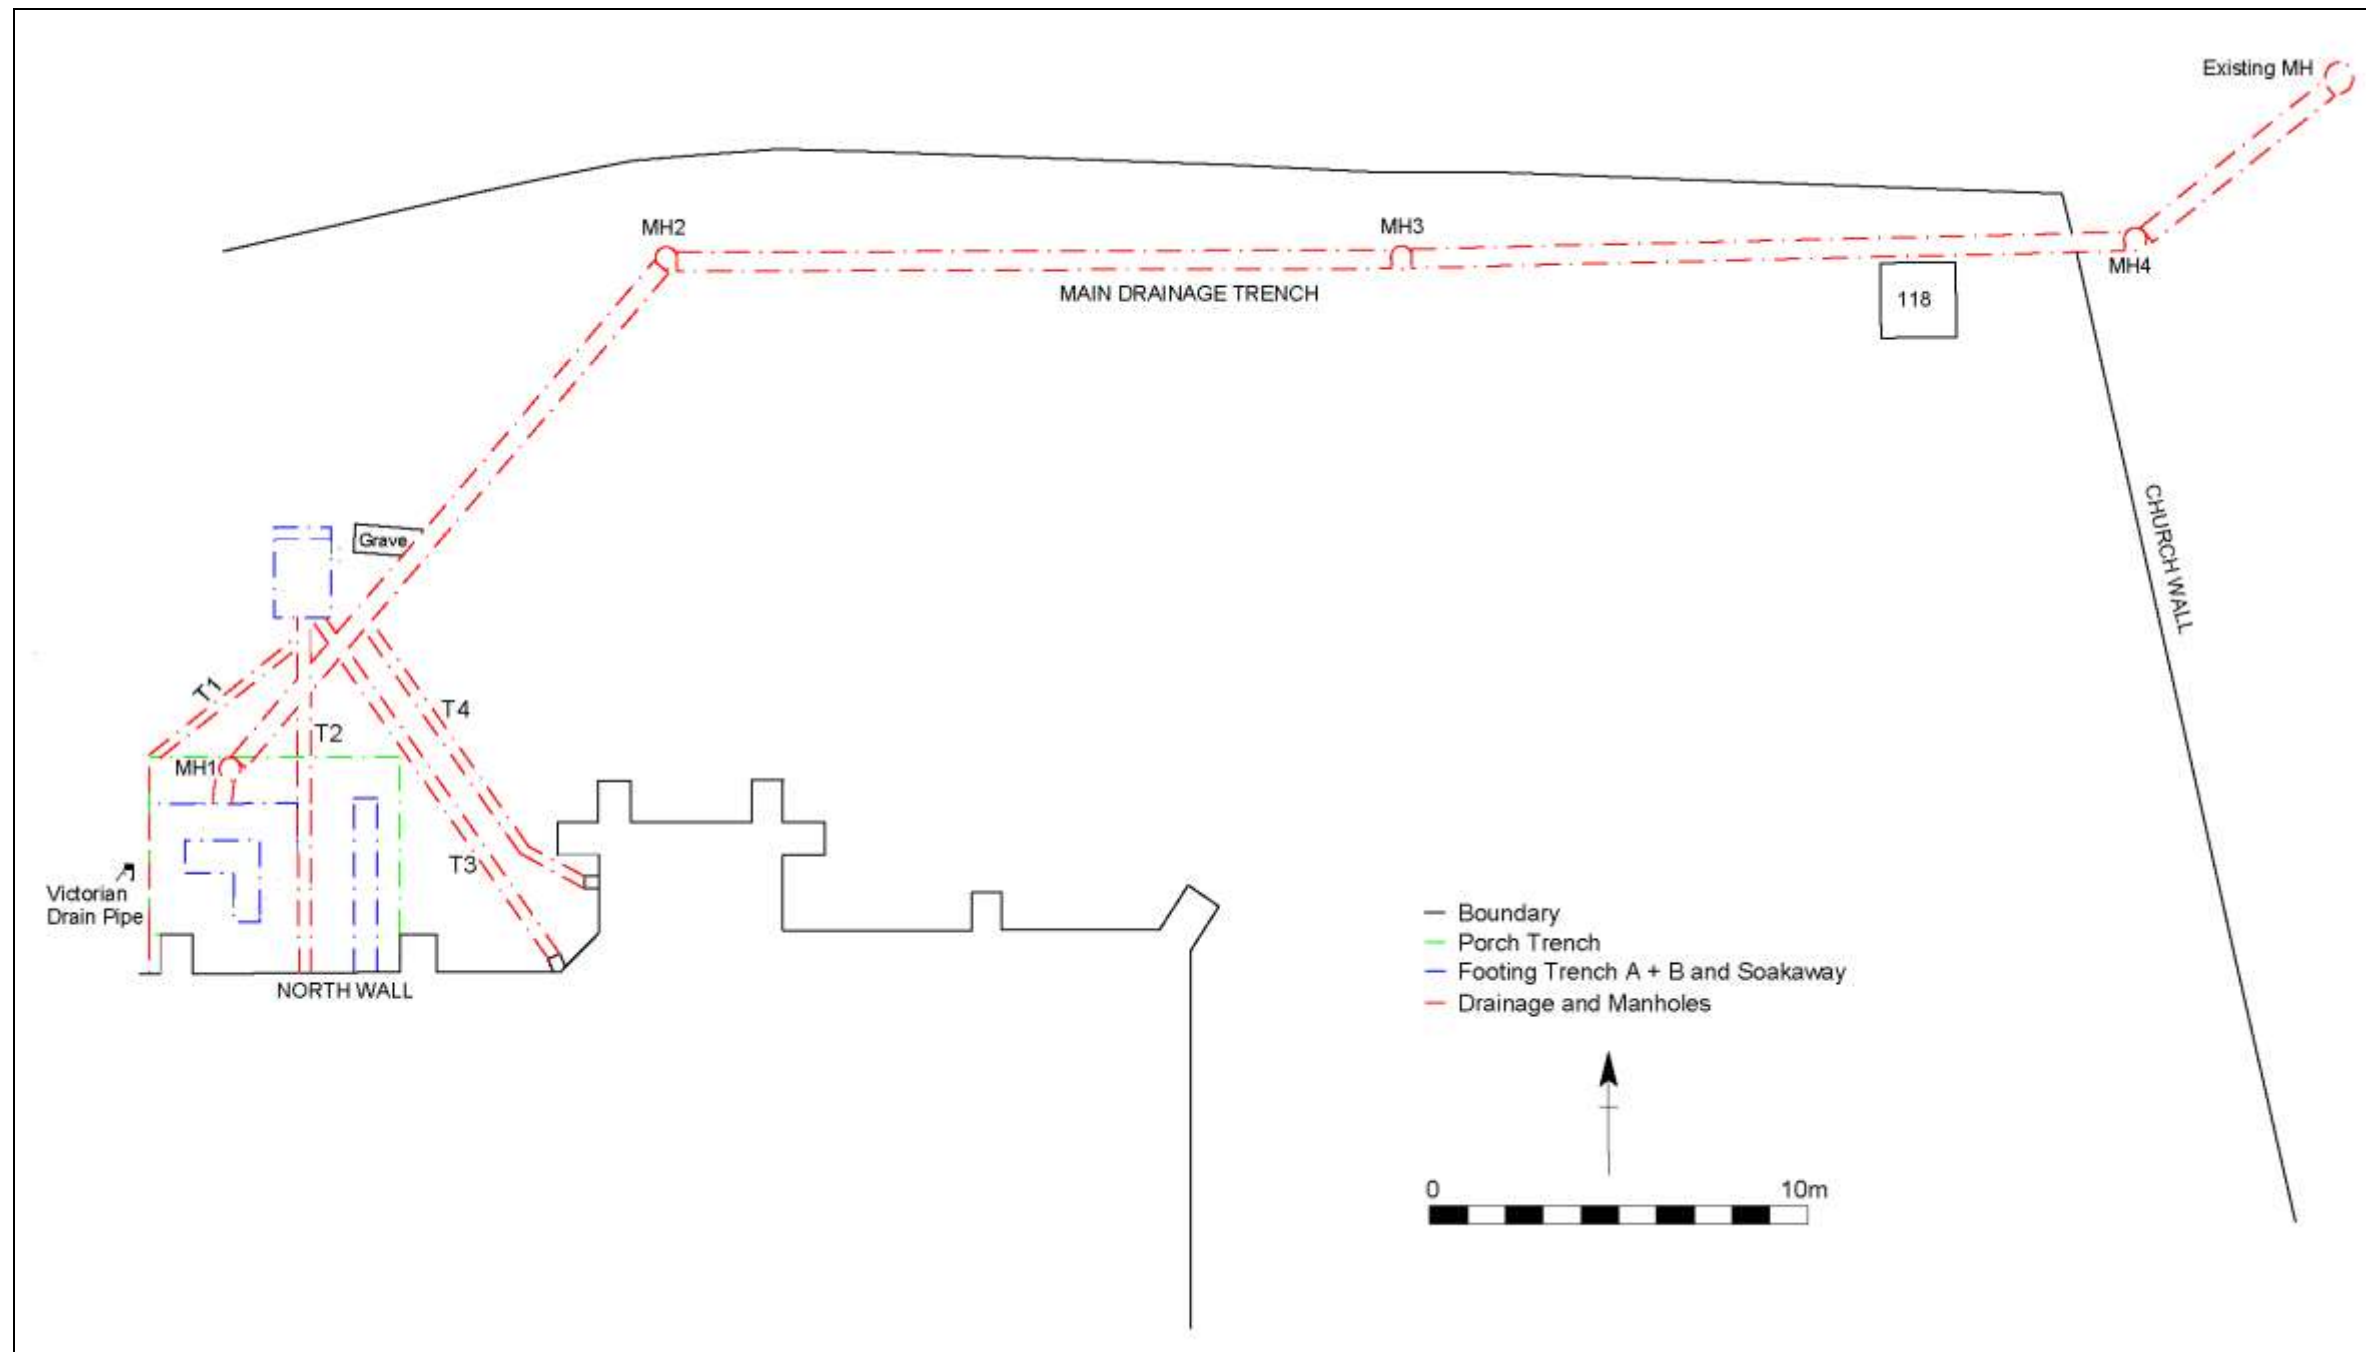 Existing MH
MH2
MH3
MH4
MAIN DRAINAGE TRENCH
118
CHURCH WALL
Grave
T1
T4
T2
MH1
T3
Victorian
Drain Pipe
NORTH WALL
Boundary
Porch Trench
Footing Trench A + B and Soakaway
Drainage and Manholes
0 10m